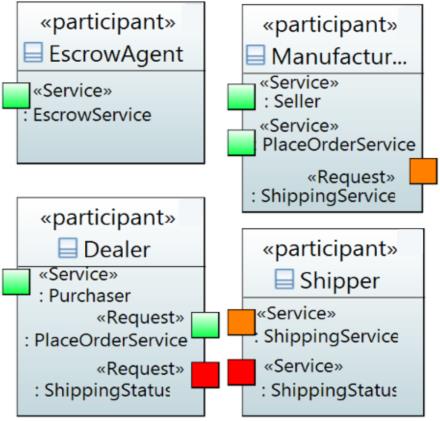 «participant»
EscrowAgent
«Service»
: EscrowService
«participant»
Manufactur...
«Service»
: Seller
«Service»
: PlaceOrderService
«Request»
: ShippingService
«participant»
Dealer
«Service»
: Purchaser
«Request»
: PlaceOrderService
«Request»
: ShippingStatus
«participant»
Shipper
«Service»
: ShippingService
«Service»
: ShippingStatus